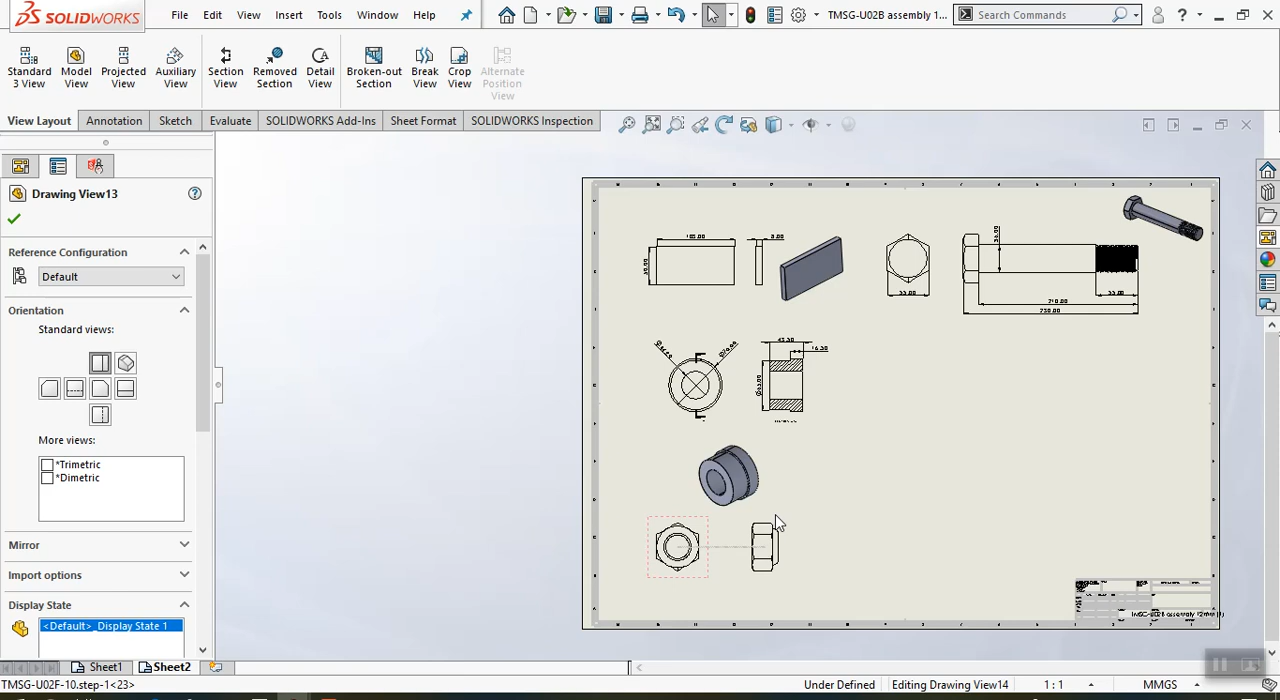 SOLIDWORKS
File Edit View Insert Tools Window Help
TMSG-U02B assembly 1...
Search Commands
Standard 3 View
Model View
Projected View
Auxiliary View
Section View
Removed Section
Detail View
Broken-out Section
Break View
Crop View
Alternate Position View
View Layout Annotation Sketch Evaluate SOLIDWORKS Add-Ins Sheet Format SOLIDWORKS Inspection
Drawing View13
Reference Configuration
Default
Orientation
Standard views:
More views:
*Trimetric
*Dimetric
Mirror
Import options
Display State
<Default>_Display State 1
Sheet1 Sheet2
TMSG-U02F-10.step-1<23>
Under Defined
Editing Drawing View14
1 : 1
MMGS